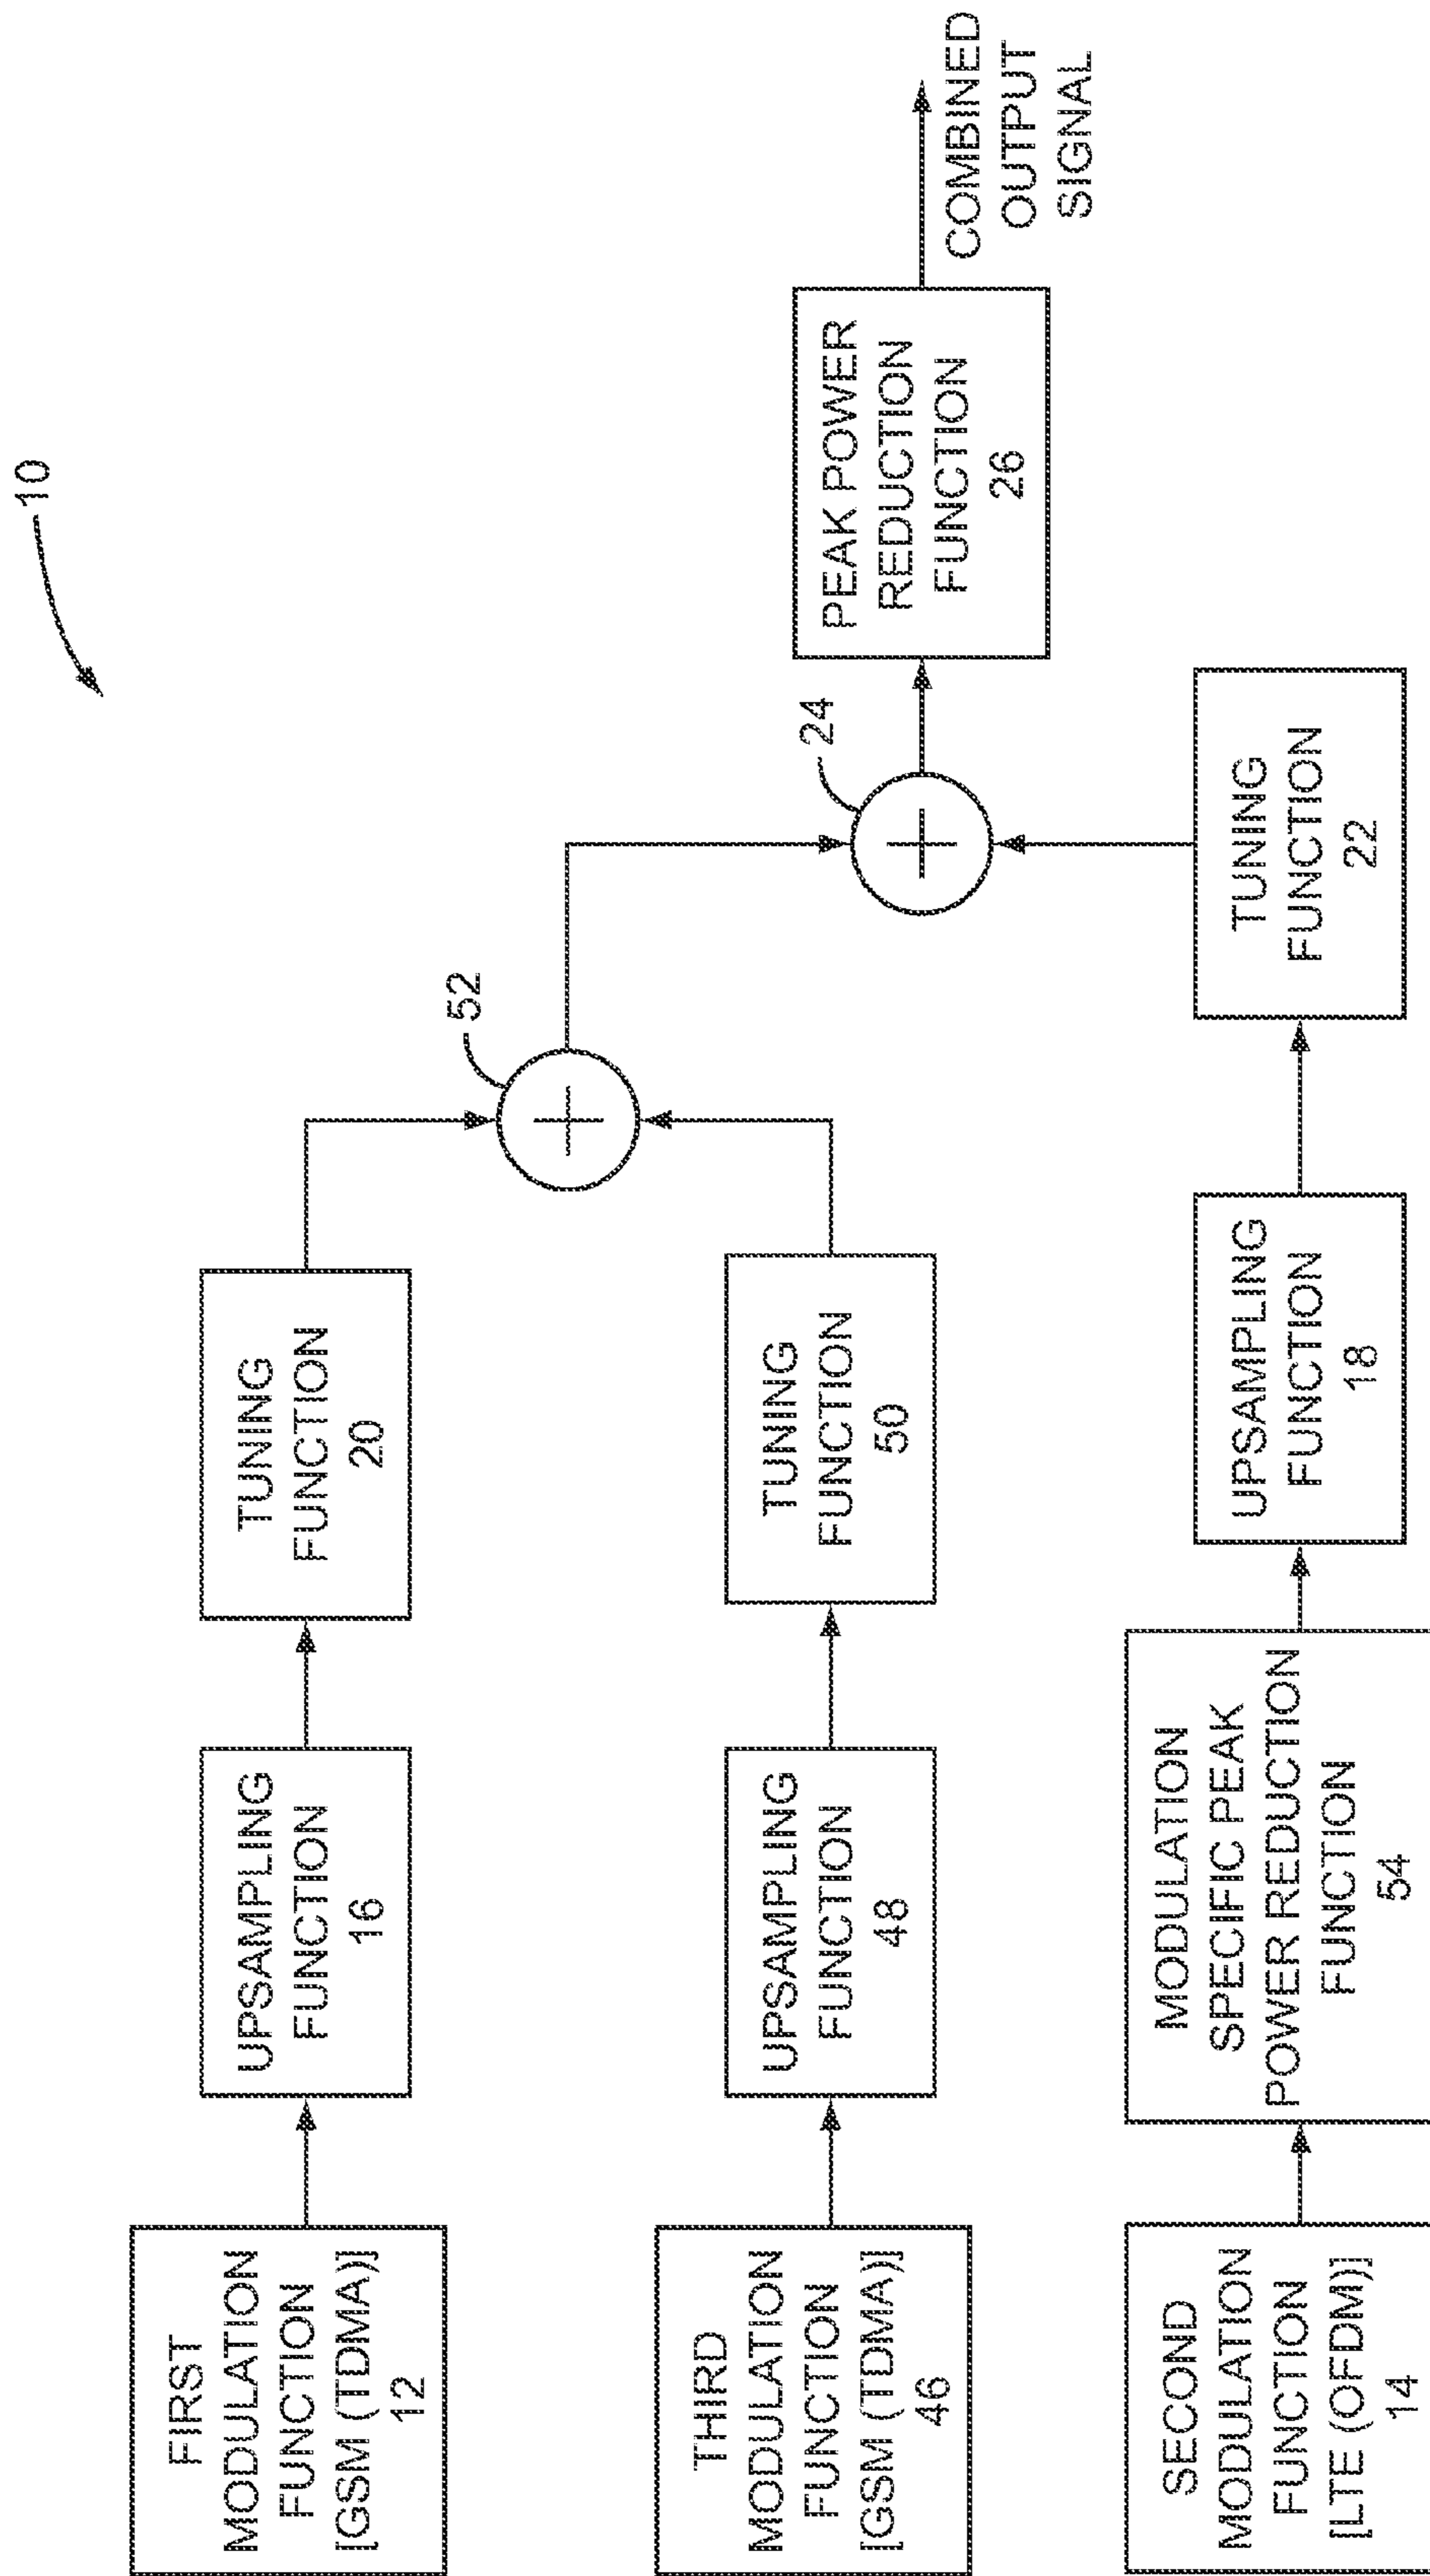 10
FIRST
MODULATION
FUNCTION
[GSM (TDMA)]
12
UPSAMPLING
FUNCTION
16
TUNING
FUNCTION
20
52
THIRD
MODULATION
FUNCTION
[GSM (TDMA)]
46
UPSAMPLING
FUNCTION
48
TUNING
FUNCTION
50
24
PEAK POWER
REDUCTION
FUNCTION
26
COMBINED
OUTPUT
SIGNAL
SECOND
MODULATION
FUNCTION
[LTE (OFDM)]
14
MODULATION
SPECIFIC PEAK
POWER REDUCTION
FUNCTION
54
UPSAMPLING
FUNCTION
18
TUNING
FUNCTION
22